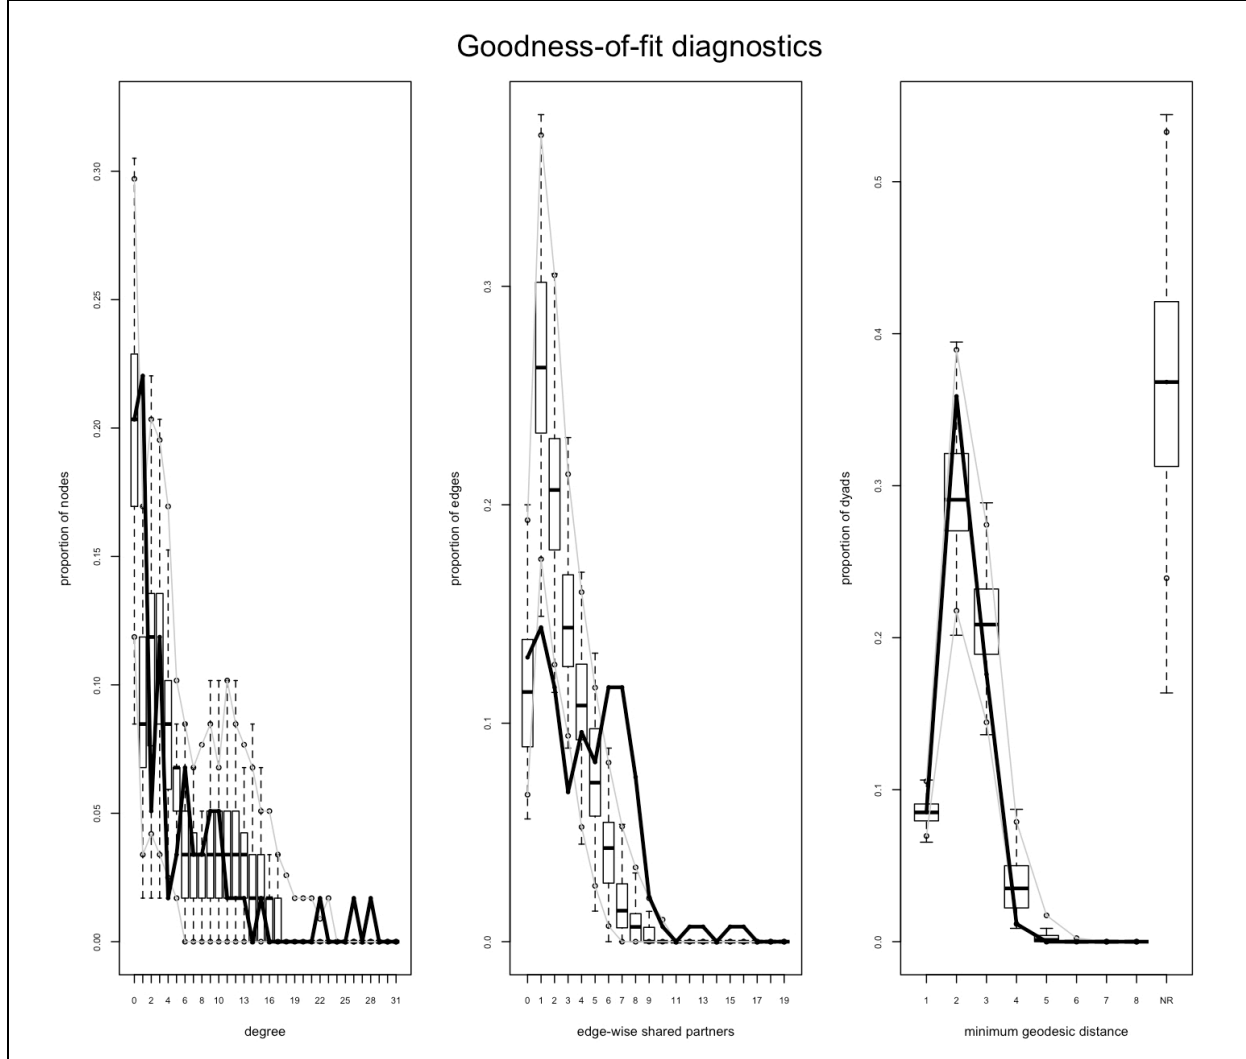 Goodness-of-fit diagnostics
proportion of nodes
0.30
0.25
0.20
0.15
0.10
0.05
0.00
0 2 4 6 8 10 13 16 19 22 25 28 31
degree
proportion of edges
0.3
0.2
0.1
0.0
0 1 2 3 4 5 6 7 9 11 13 15 17 19
edge-wise shared partners
proportion of dyads
0.5
0.4
0.3
0.2
0.1
0.0
1 2 3 4 5 6 7 8 NR
minimum geodesic distance